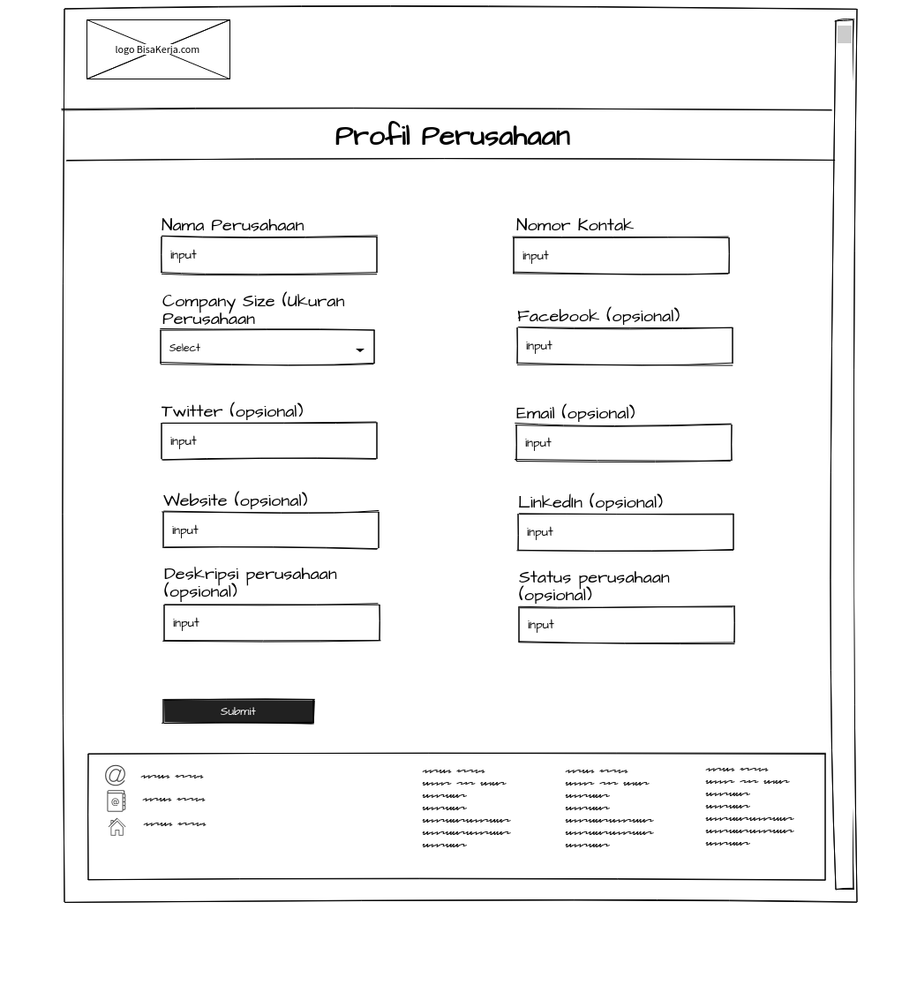 logo BisaKerja.com
Profil Perusahaan
Nama Perusahaan
input
Nomor Kontak
input
Company Size (Ukuran
Perusahaan
Select
Facebook (opsional)
input
Twitter (opsional)
input
Email (opsional)
input
Website (opsional)
input
LinkedIn (opsional)
input
Deskripsi perusahaan
(opsional)
input
Status perusahaan
(opsional)
input
Submit